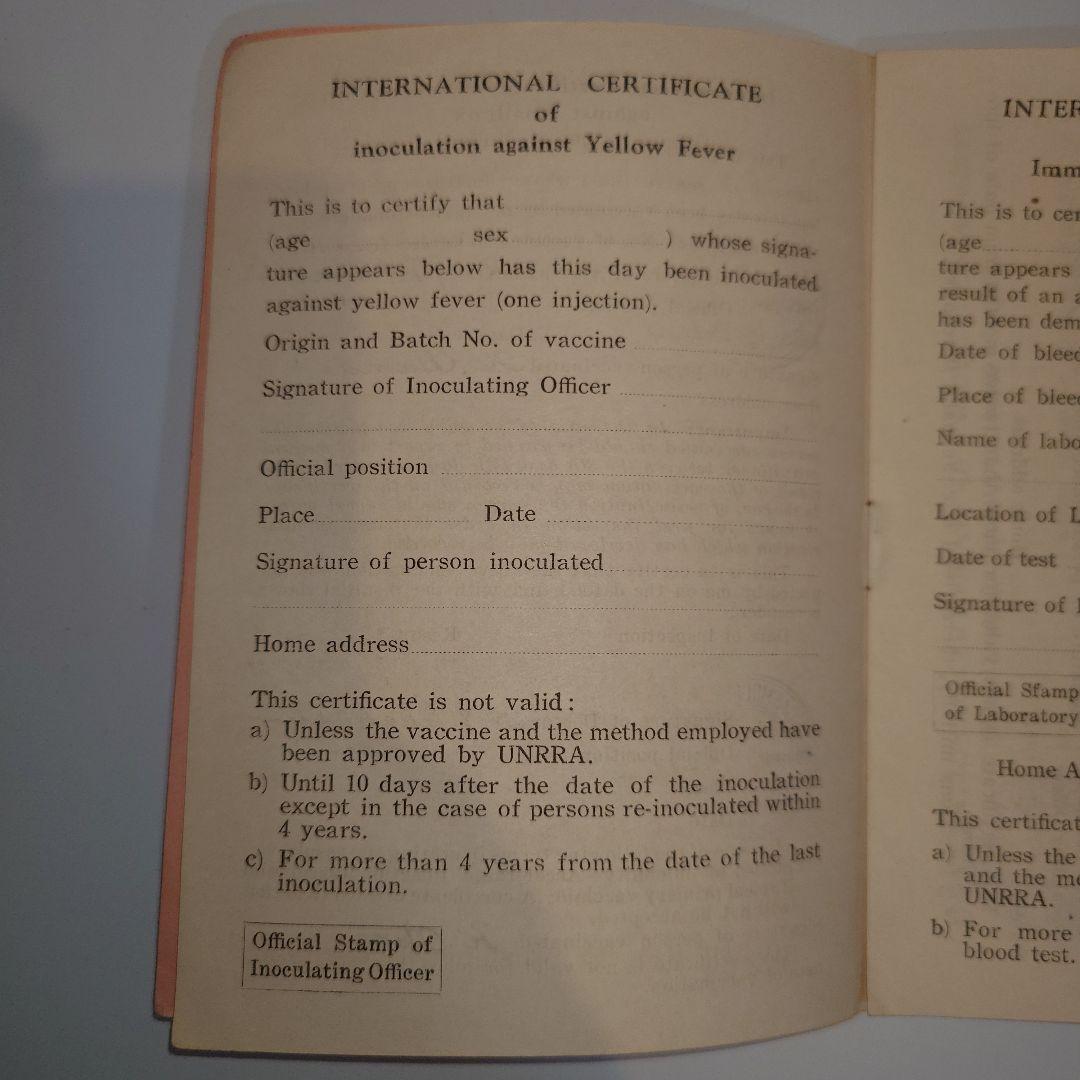 INTERNATIONAL CERTIFICATE
of
inoculation against Yellow Fever
This is to certify that
(age sex ) whose signa-
ture appears below has this day been inoculated
against yellow fever (one injection).
Origin and Batch No. of vaccine
Signature of Inoculating Officer
Official position
Place Date
Signature of person inoculated
Home address
This certificate is not valid :
a) Unless the vaccine and the method employed have
been approved by UNRRA.
b) Until 10 days after the date of the inoculation
except in the case of persons re-inoculated within
4 years.
c) For more than 4 years from the date of the last
inoculation.
Official Stamp of
Inoculating Officer
INTER
Imm
This is to cer
(age
ture appears
result of an a
has been dem
Date of bleed
Place of bleed
Name of labo
Location of L
Date of test
Signature of
Official Stamp
of Laboratory
Home A
This certificat
a) Unless the
and the me
UNRRA.
b) For more
blood test.